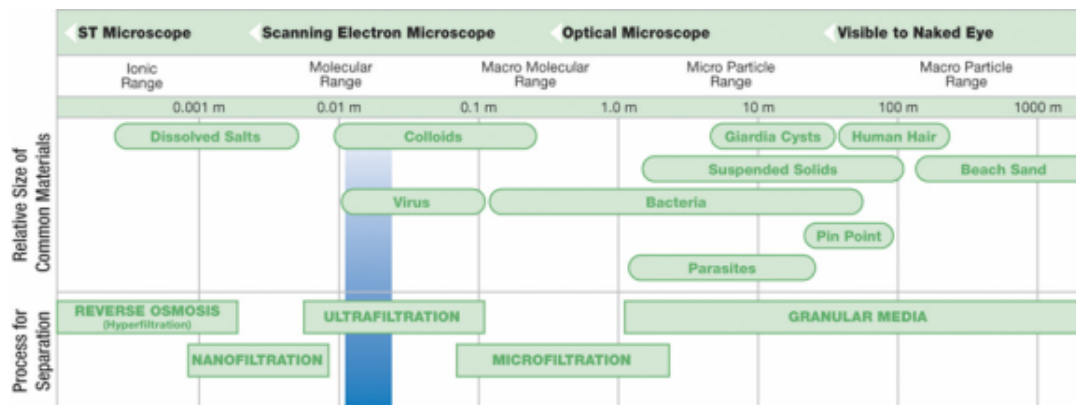 ST Microscope
Scanning Electron Microscope
Optical Microscope
Visible to Naked Eye
Ionic
Range
Molecular
Range
Macro Molecular
Range
Micro Particle
Range
Macro Particle
Range
0.001 m
0.01 m
0.1 m
1.0 m
10 m
100 m
1000 m
Relative Size of
Common Materials
Dissolved Salts
Colloids
Giardia Cysts
Human Hair
Suspended Solids
Beach Sand
Virus
Bacteria
Pin Point
Parasites
Process for
Separation
REVERSE OSMOSIS
(Hyperfiltration)
ULTRAFILTRATION
GRANULAR MEDIA
NANOFILTRATION
MICROFILTRATION